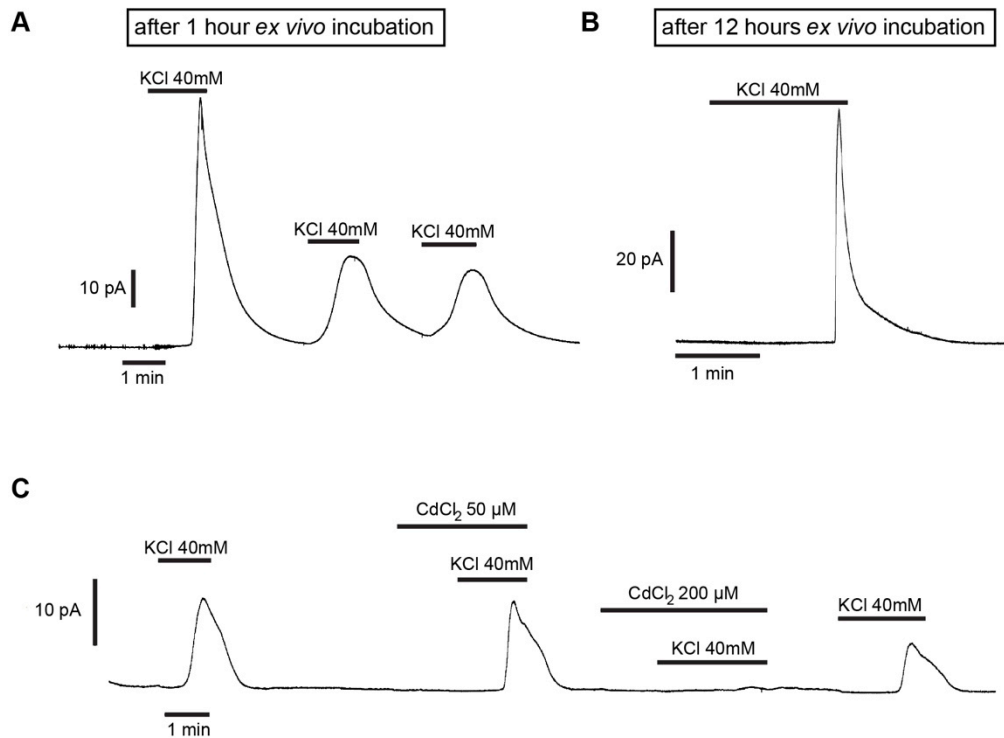 A
after 1 hour ex vivo incubation
B
after 12 hours ex vivo incubation
KCl 40mM
KCl 40mM
KCl 40mM
KCl 40mM
10 pA
20 pA
1 min
1 min
C
CdCl₂ 50 µM
KCl 40mM
KCl 40mM
CdCl₂ 200 µM
10 pA
KCl 40mM
KCl 40mM
1 min